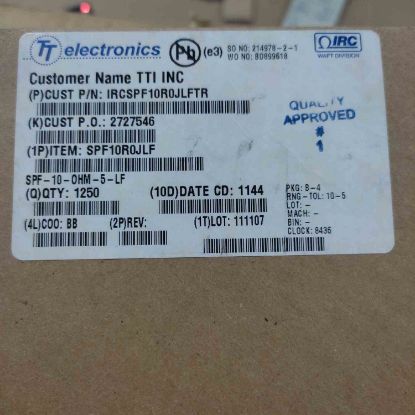 TT electronics
Pb
(e3)
SO NO: 214978-2-1
WO NO: BD899618
IRC
WAFT DIVISION
Customer Name TTI INC
(P)CUST P/N: IRCSPF10R0JLFTR
QUALITY
APPROVED
#
1
(K)CUST P.O.: 2727546
(1P)ITEM: SPF10R0JLF
SPF-10-OHM-5-LF
(Q)QTY: 1250
(10D)DATE CD: 1144
PKG: B-4
RNG-TOL: 10-5
LOT: -
MACH: -
BIN: -
CLOCK: 8436
(4L)COO: BB
(2P)REV:
(1T)LOT: 111107